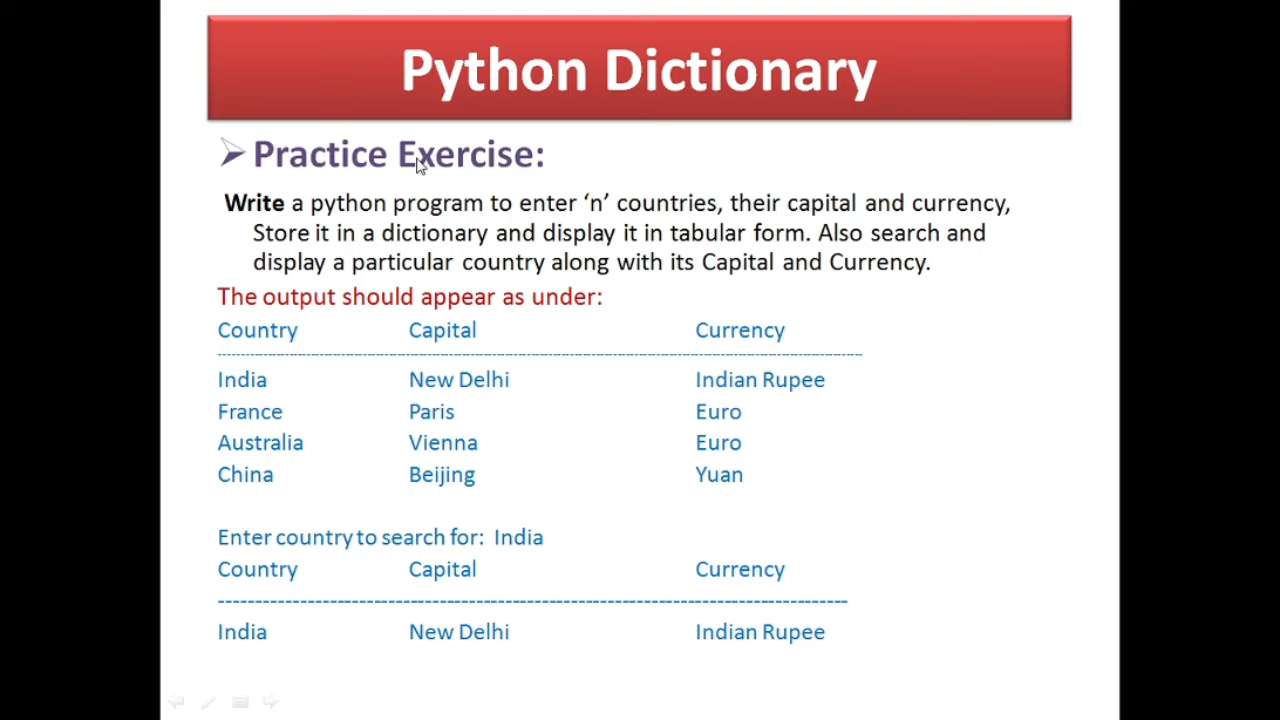 Python Dictionary
Practice Exercise:
Write a python program to enter ‘n’ countries, their capital and currency,
Store it in a dictionary and display it in tabular form. Also search and
display a particular country along with its Capital and Currency.
The output should appear as under:
Country Capital Currency
--------------------------------------------------------------------------------
India New Delhi Indian Rupee
France Paris Euro
Australia Vienna Euro
China Beijing Yuan
Enter country to search for: India
Country Capital Currency
--------------------------------------------------------------------------------
India New Delhi Indian Rupee